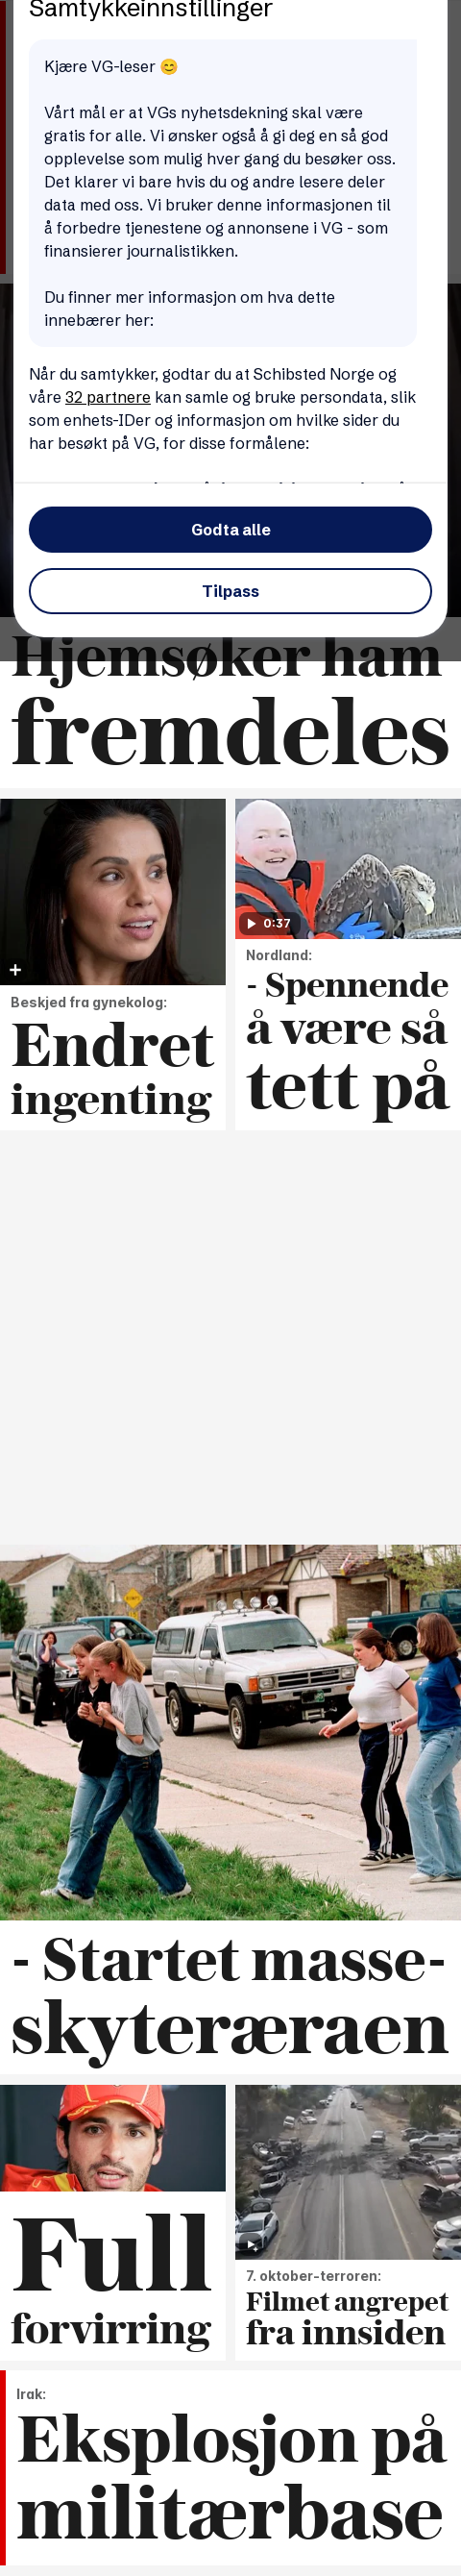 Samtykkeinnstillinger
Kjære VG-leser 😊
Vårt mål er at VGs nyhetsdekning skal være
gratis for alle. Vi ønsker også å gi deg en så god
opplevelse som mulig hver gang du besøker oss.
Det klarer vi bare hvis du og andre lesere deler
data med oss. Vi bruker denne informasjonen til
å forbedre tjenestene og annonsene i VG - som
finansierer journalistikken.
Du finner mer informasjon om hva dette
innebærer her:
Når du samtykker, godtar du at Schibsted Norge og
våre 32 partnere kan samle og bruke persondata, slik
som enhets-IDer og informasjon om hvilke sider du
har besøkt på VG, for disse formålene:
Godta alle
Tilpass
Hjemsøker ham
fremdeles
Beskjed fra gynekolog:
Endret
ingenting
0:37
Nordland:
- Spennende
å være så
tett på
- Startet masse-
skyteræraen
Full
forvirring
7. oktober-terroren:
Filmet angrepet
fra innsiden
Irak:
Eksplosjon på
militærbase